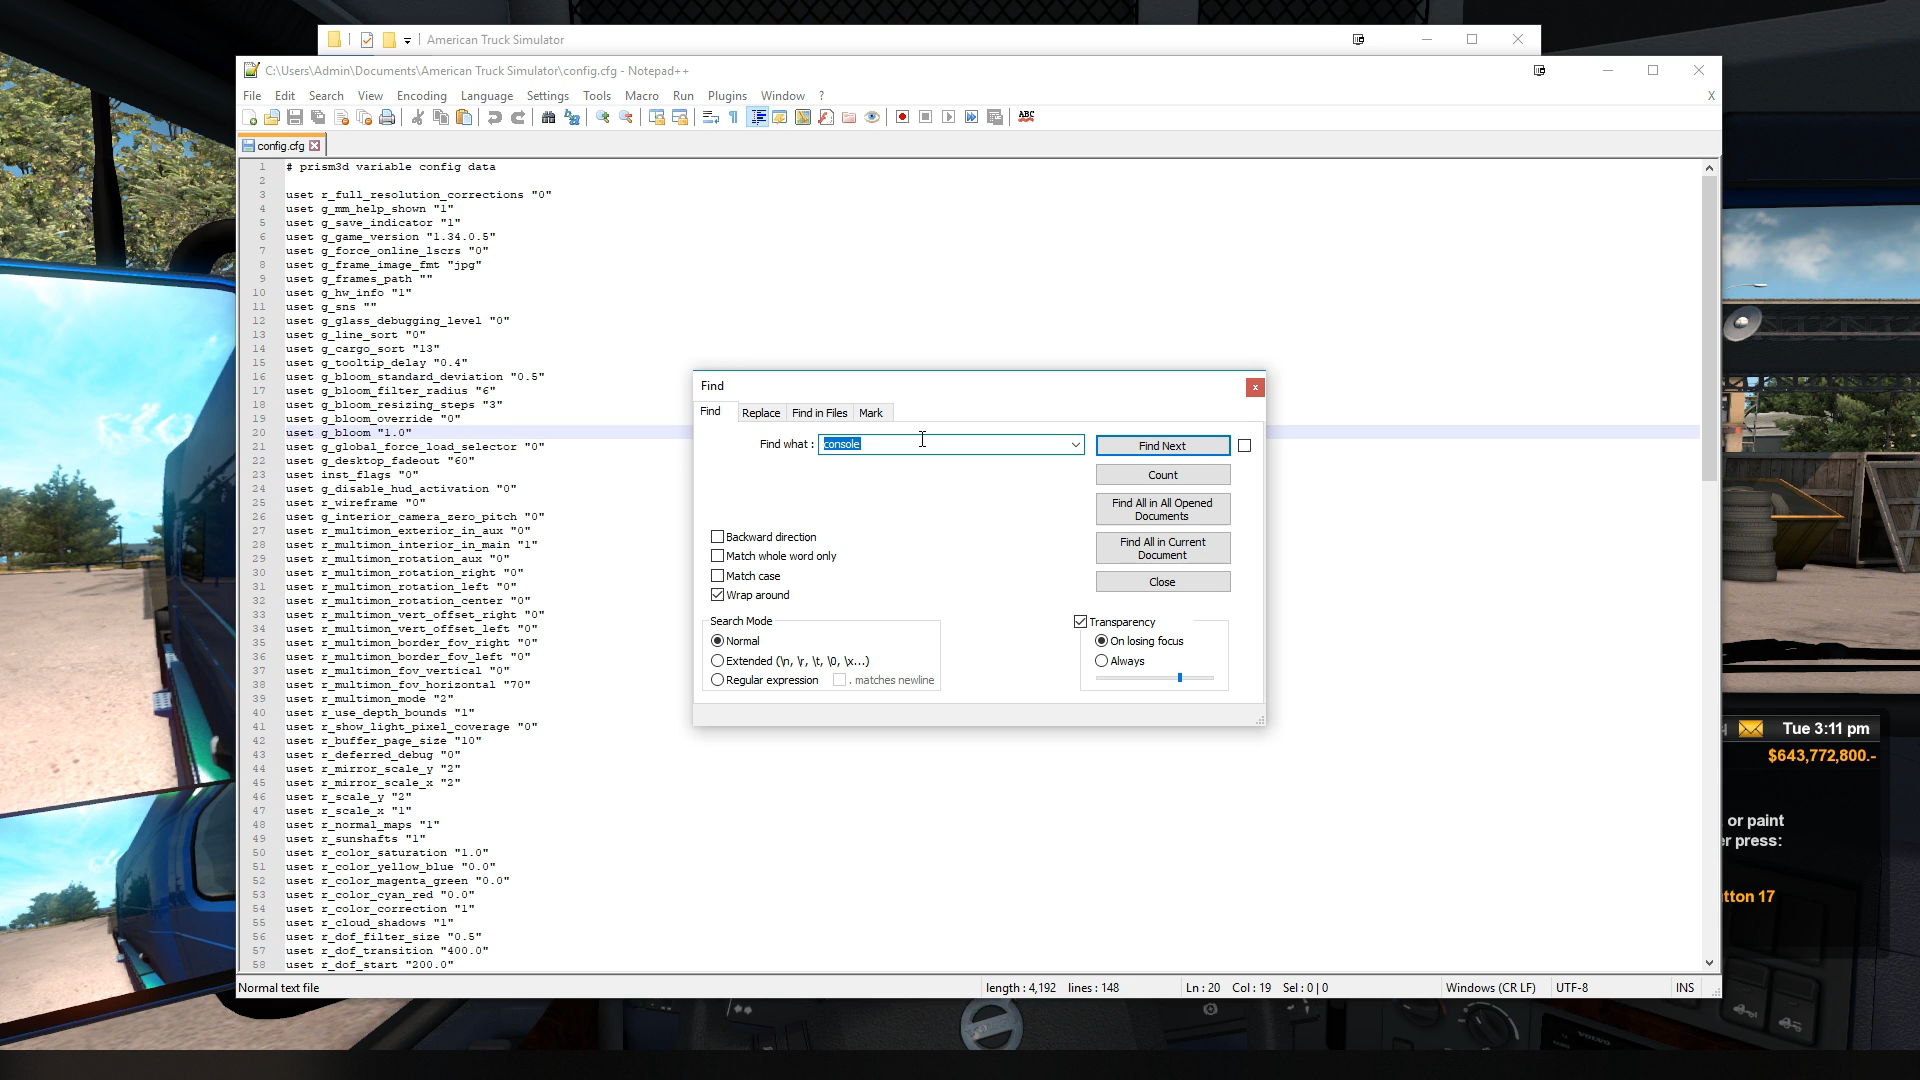 American Truck Simulator
C:\Users\Admin\Documents\American Truck Simulator\config.cfg - Notepad++
File Edit Search View Encoding Language Settings Tools Macro Run Plugins Window ? X
ABC
config.cfg
1 # prism3d variable config data
2
3 uset r_full_resolution_corrections "0"
4 uset g_mm_help_shown "1"
5 uset g_save_indicator "1"
6 uset g_game_version "1.34.0.5"
7 uset g_force_online_lscrs "0"
8 uset g_frame_image_fmt "jpg"
9 uset g_frames_path ""
10 uset g_hw_info "1"
11 uset g_sns ""
12 uset g_glass_debugging_level "0"
13 uset g_line_sort "0"
14 uset g_cargo_sort "13"
15 uset g_tooltip_delay "0.4"
16 uset g_bloom_standard_deviation "0.5"
17 uset g_bloom_filter_radius "6"
18 uset g_bloom_resizing_steps "3"
19 uset g_bloom_override "0"
20 uset g_bloom "1.0"
21 uset g_global_force_load_selector "0"
22 uset g_desktop_fadeout "60"
23 uset inst_flags "0"
24 uset g_disable_hud_activation "0"
25 uset r_wireframe "0"
26 uset g_interior_camera_zero_pitch "0"
27 uset r_multimon_exterior_in_aux "0"
28 uset r_multimon_interior_in_main "1"
29 uset r_multimon_rotation_aux "0"
30 uset r_multimon_rotation_right "0"
31 uset r_multimon_rotation_left "0"
32 uset r_multimon_rotation_center "0"
33 uset r_multimon_vert_offset_right "0"
34 uset r_multimon_vert_offset_left "0"
35 uset r_multimon_border_fov_right "0"
36 uset r_multimon_border_fov_left "0"
37 uset r_multimon_fov_vertical "0"
38 uset r_multimon_fov_horizontal "70"
39 uset r_multimon_mode "2"
40 uset r_use_depth_bounds "1"
41 uset r_show_light_pixel_coverage "0"
42 uset r_buffer_page_size "10"
43 uset r_deferred_debug "0"
44 uset r_mirror_scale_y "2"
45 uset r_mirror_scale_x "2"
46 uset r_scale_y "2"
47 uset r_scale_x "1"
48 uset r_normal_maps "1"
49 uset r_sunshafts "1"
50 uset r_color_saturation "1.0"
51 uset r_color_yellow_blue "0.0"
52 uset r_color_magenta_green "0.0"
53 uset r_color_cyan_red "0.0"
54 uset r_color_correction "1"
55 uset r_cloud_shadows "1"
56 uset r_dof_filter_size "0.5"
57 uset r_dof_transition "400.0"
58 uset r_dof_start "200.0"
Find
Find Replace Find in Files Mark
Find what : console
Find Next
Count
Find All in All Opened
Documents
Find All in Current
Document
Close
Backward direction
Match whole word only
Match case
Wrap around
Search Mode
Normal
Extended (\n, \r, \t, \0, \x...)
Regular expression . matches newline
Transparency
On losing focus
Always
Tue 3:11 pm
$643,772,800.-
or paint
r press:
tton 17
Normal text file length : 4,192 lines : 148 Ln : 20 Col : 19 Sel : 0 | 0 Windows (CR LF) UTF-8 INS
VOLVO